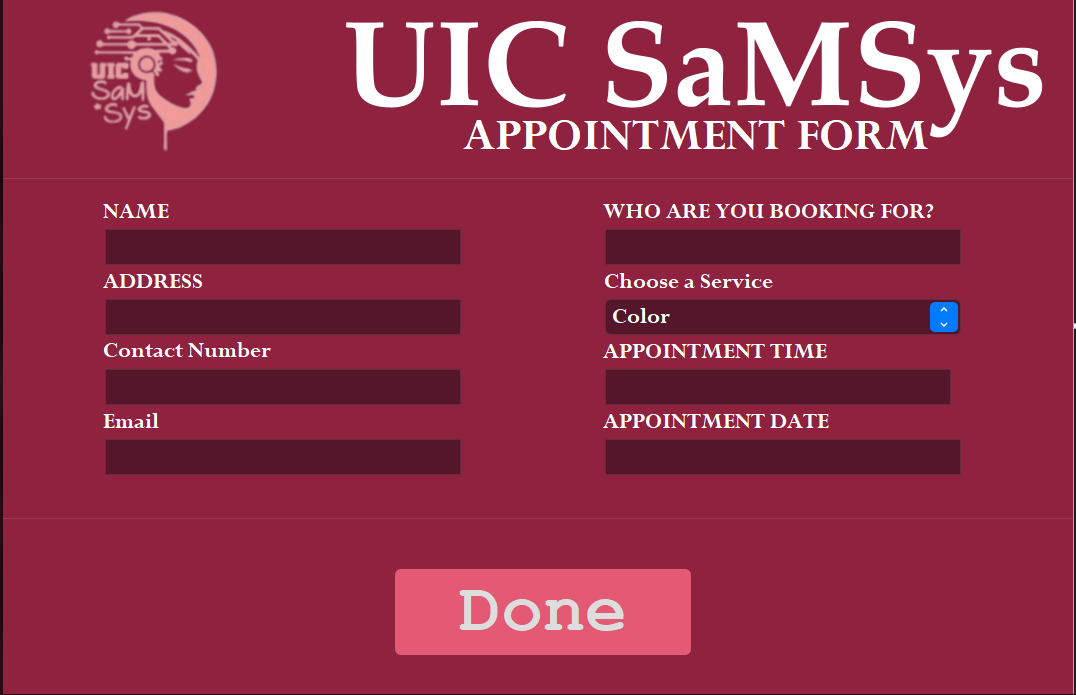 UIC
SaM
Sys
UIC SaMSys
APPOINTMENT FORM
NAME
ADDRESS
Contact Number
Email
WHO ARE YOU BOOKING FOR?
Choose a Service
Color
APPOINTMENT TIME
APPOINTMENT DATE
Done